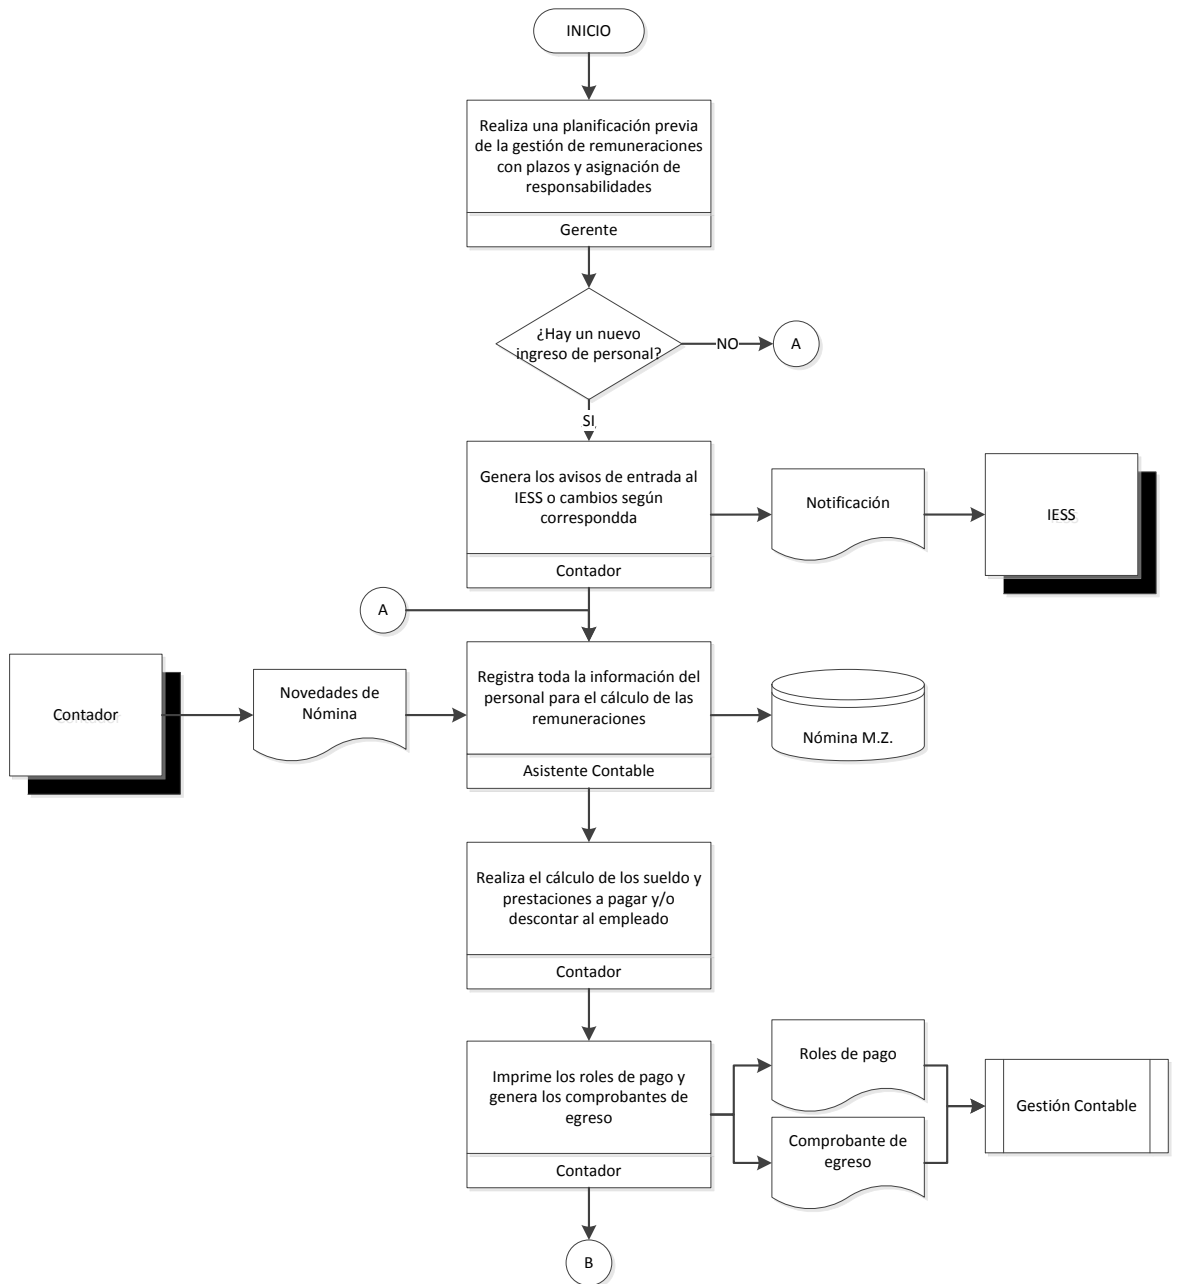 INICIO
Realiza una planificación previa
de la gestión de remuneraciones
con plazos y asignación de
responsabilidades
Gerente
¿Hay un nuevo
ingreso de personal?
NO
A
SI
Genera los avisos de entrada al
IESS o cambios según
correspondda
Contador
Notificación
IESS
A
Contador
Novedades de
Nómina
Registra toda la información del
personal para el cálculo de las
remuneraciones
Asistente Contable
Nómina M.Z.
Realiza el cálculo de los sueldo y
prestaciones a pagar y/o
descontar al empleado
Contador
Imprime los roles de pago y
genera los comprobantes de
egreso
Contador
Roles de pago
Comprobante de
egreso
Gestión Contable
B